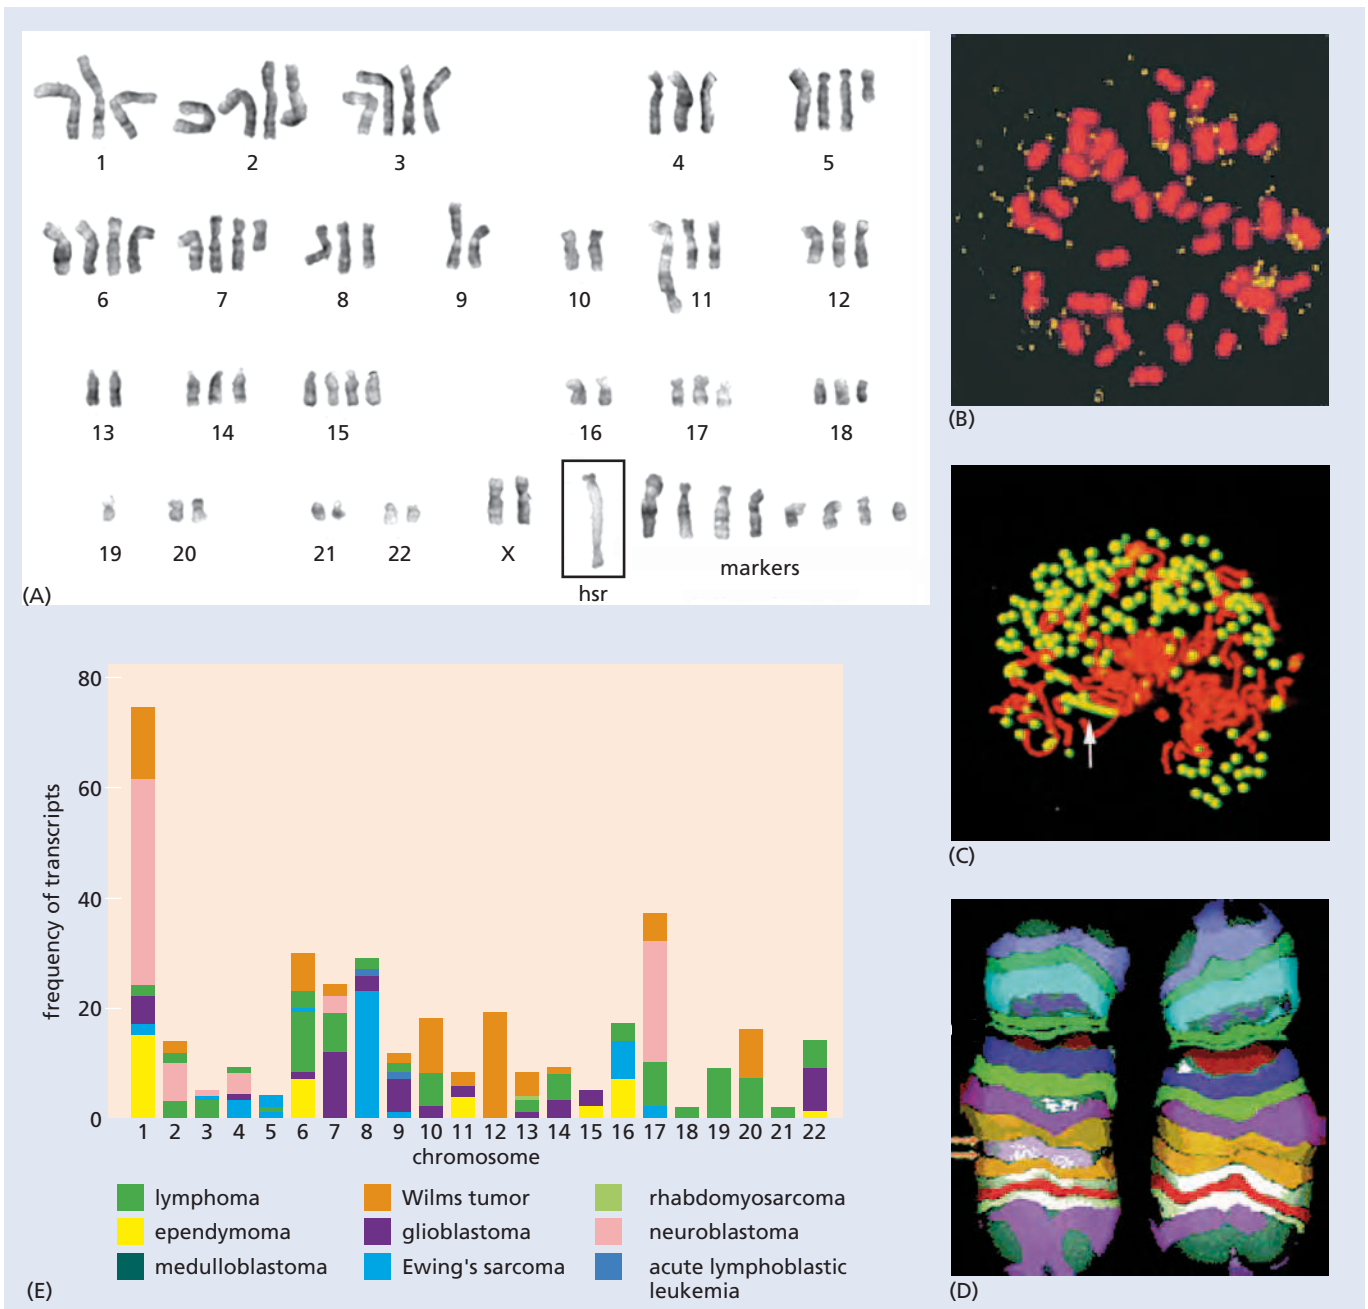 1 2 3 4 5
6 7 8 9 10 11 12
13 14 15 16 17 18
19 20 21 22 X
markers
hsr
(A)
(B)
(C)
(D)
80
60
40
20
0
frequency of transcripts
1 2 3 4 5 6 7 8 9 10 11 12 13 14 15 16 17 18 19 20 21 22
chromosome
lymphoma Wilms tumor rhabdomyosarcoma
ependymoma glioblastoma neuroblastoma
medulloblastoma Ewing's sarcoma acute lymphoblastic
leukemia
(E)